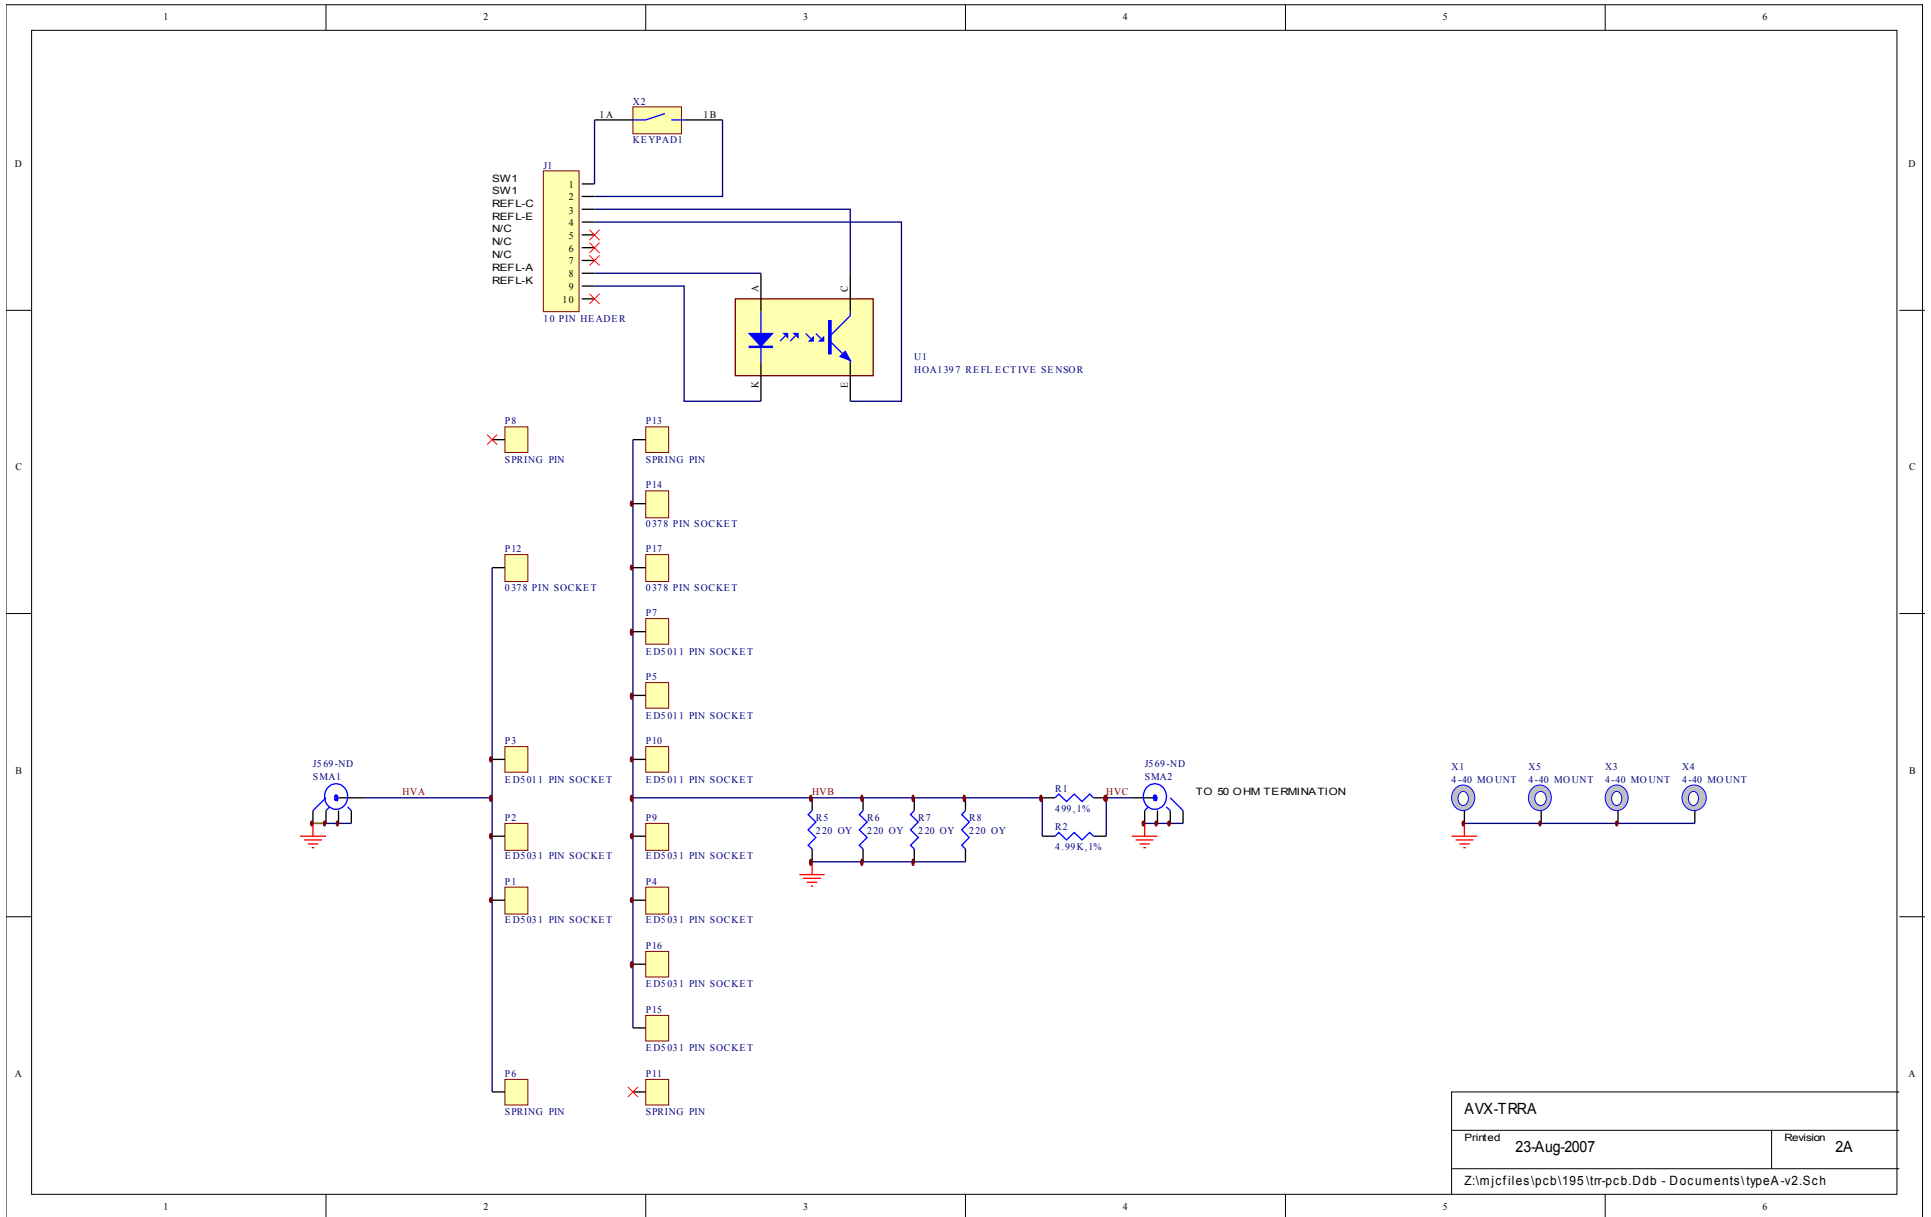 1 2 3 4 5 6
X2
1A 1B
KEYPAD1
D D
J1
SW1 1
SW1 2
REFL-C 3
REFL-E 4
N/C 5
N/C 6
N/C 7
REFL-A 8
REFL-K 9
10
10 PIN HEADER
A C
K E
U1
HOA1397 REFLECTIVE SENSOR
P8 P13
SPRING PIN SPRING PIN
C C
P14
0378 PIN SOCKET
P12 P17
0378 PIN SOCKET 0378 PIN SOCKET
P7
ED5011 PIN SOCKET
P5
ED5011 PIN SOCKET
P3 P10
ED5011 PIN SOCKET ED5011 PIN SOCKET
B B
J569-ND
SMA1
HVA
HVB
R1
499,1%
HVC
R2
4.99K,1%
J569-ND
SMA2
TO 50 OHM TERMINATION
X1 X5 X3 X4
4-40 MOUNT 4-40 MOUNT 4-40 MOUNT 4-40 MOUNT
R5 R6 R7 R8
220 OY 220 OY 220 OY 220 OY
P2 P9
ED5031 PIN SOCKET ED5031 PIN SOCKET
P1 P4
ED5031 PIN SOCKET ED5031 PIN SOCKET
P16
ED5031 PIN SOCKET
P15
ED5031 PIN SOCKET
A A
P6 P11
SPRING PIN SPRING PIN
AVX-TRRA
Printed 23-Aug-2007 Revision 2A
Z:\mjcfiles\pcb\195\trr-pcb.Ddb - Documents\typeA-v2.Sch
1 2 3 4 5 6